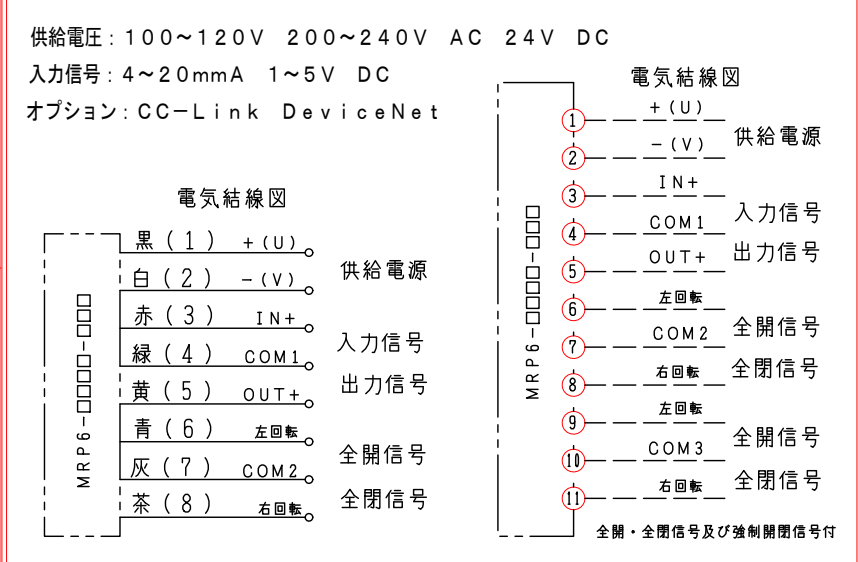 供給電圧：１００～１２０Ｖ　２００～２４０Ｖ　ＡＣ　２４Ｖ　ＤＣ
入力信号：４～２０ｍｍＡ　１～５Ｖ　ＤＣ
オプション：ＣＣ－Ｌｉｎｋ　ＤｅｖｉｃｅＮｅｔ
電気結線図
MRP6-□□□□-□□□
黒(1) +(U)
白(2) -(V)
供給電源
赤(3) IN+
緑(4) COM1
入力信号
黄(5) OUT+
出力信号
青(6) 左回転
灰(7) COM2
全開信号
茶(8) 右回転
全閉信号
電気結線図
MRP6-□□□□-□□□
① +(U)
② -(V)
供給電源
③ IN+
④ COM1
入力信号
⑤ OUT+
出力信号
⑥ 左回転
⑦ COM2
全開信号
⑧ 右回転
全閉信号
⑨ 左回転
⑩ COM3
全開信号
⑪ 右回転
全閉信号
全開・全閉信号及び強制開閉信号付